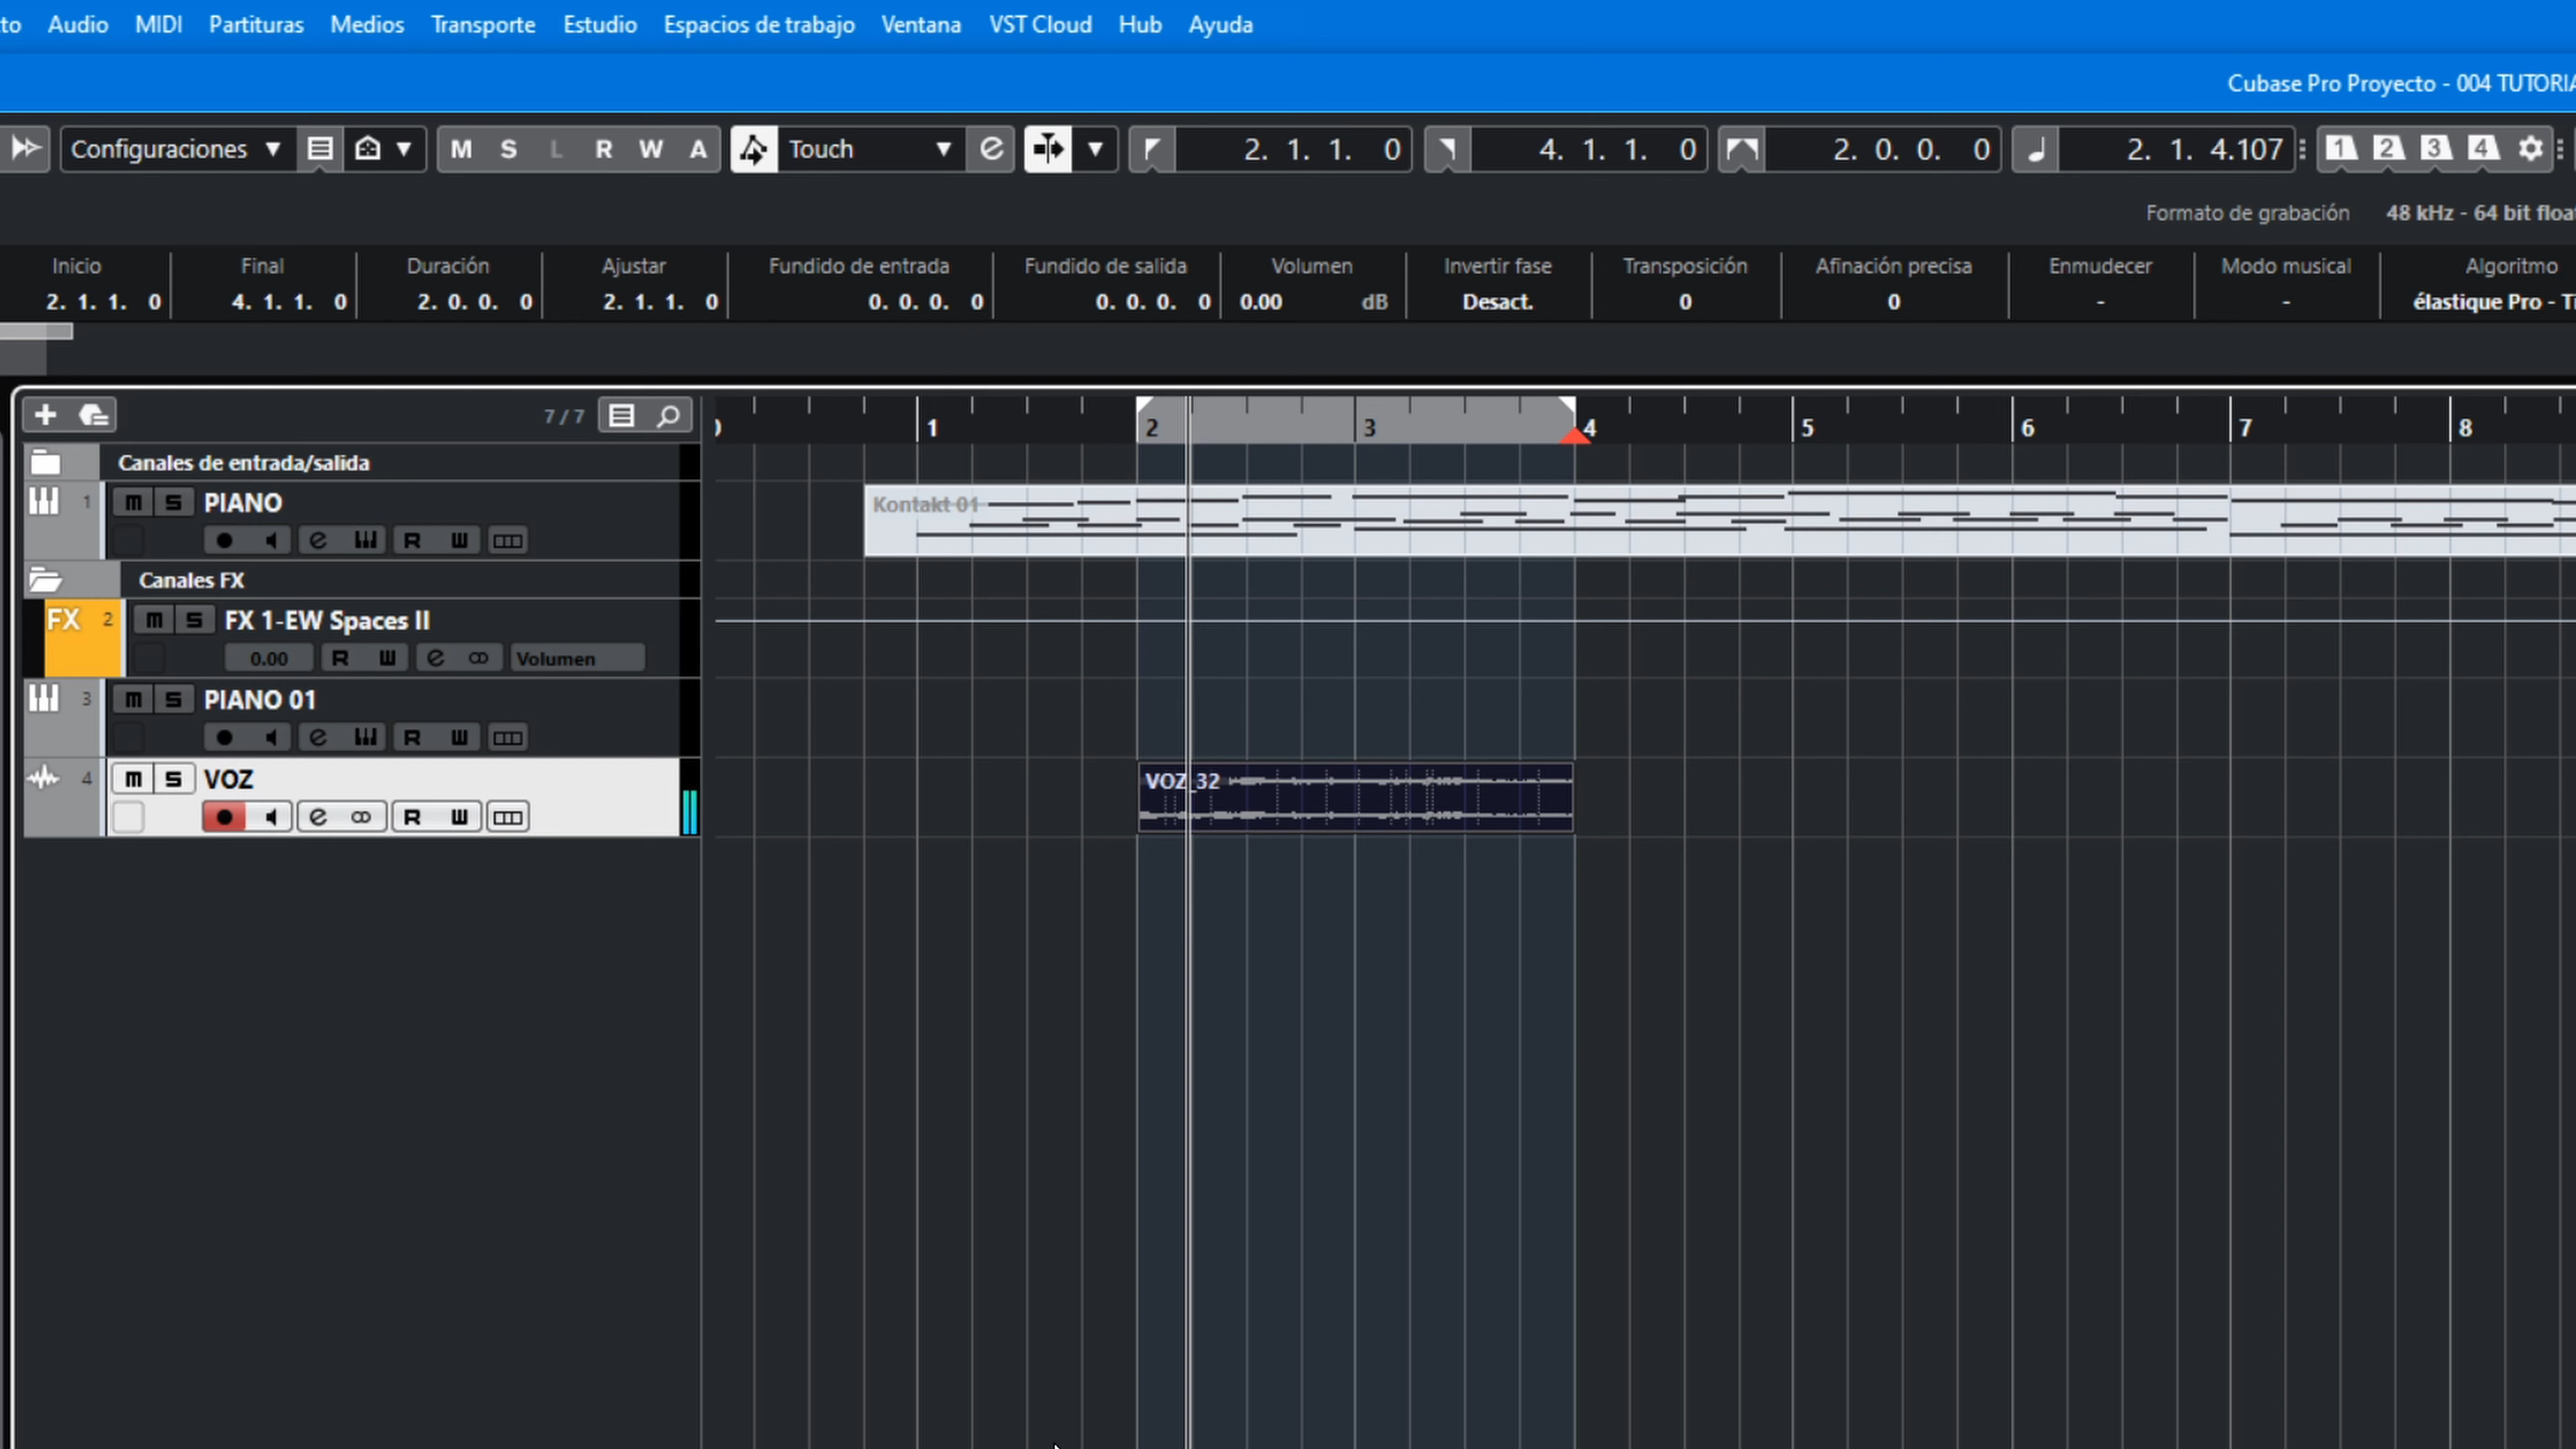 to Audio MIDI Partituras Medios Transporte Estudio Espacios de trabajo Ventana VST Cloud Hub Ayuda
Cubase Pro Proyecto - 004 TUTORIA
Configuraciones M S L R W A Touch e 2. 1. 1. 0 4. 1. 1. 0 2. 0. 0. 0 2. 1. 4.107 1 2 3 4
Formato de grabación 48 kHz - 64 bit floa
Inicio Final Duración Ajustar Fundido de entrada Fundido de salida Volumen Invertir fase Transposición Afinación precisa Enmudecer Modo musical Algoritmo
2. 1. 1. 0 4. 1. 1. 0 2. 0. 0. 0 2. 1. 1. 0 0. 0. 0. 0 0. 0. 0. 0 0.00 dB Desact. 0 0 - - élastique Pro - Ti
7 / 7 1 2 3 4 5 6 7 8
Canales de entrada/salida
1 m S PIANO Kontakt 01
e R W
Canales FX
FX 2 m S FX 1-EW Spaces II
0.00 R W e Volumen
3 m S PIANO 01
e R W
4 m S VOZ VOZ_32
e R W